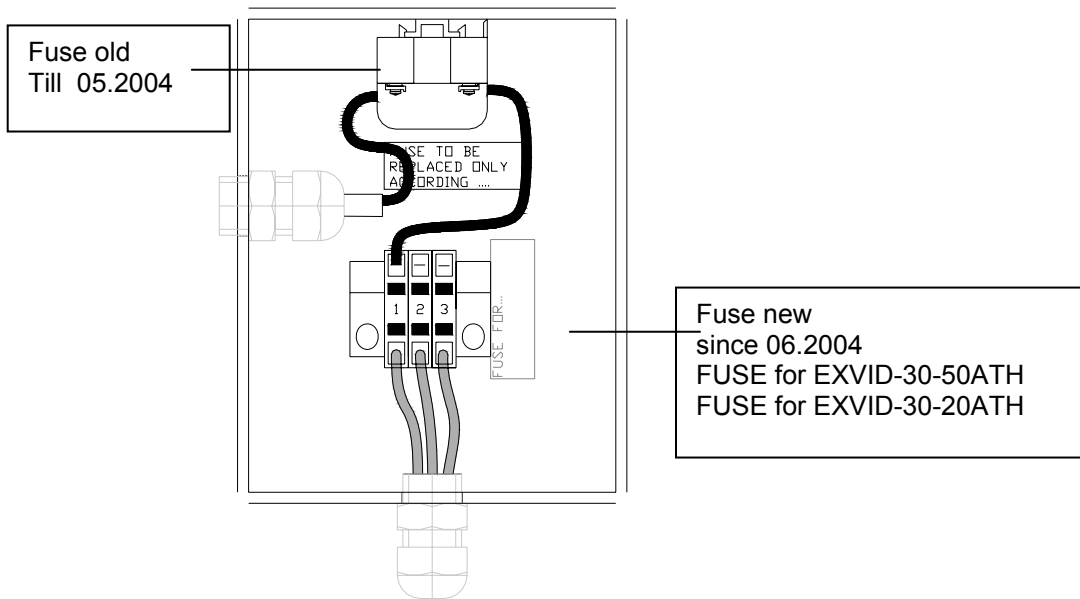 Fuse old
Till 05.2004
FUSE TO BE
REPLACED ONLY
ACCORDING ....
1 2 3
FUSE FOR...
Fuse new
since 06.2004
FUSE for EXVID-30-50ATH
FUSE for EXVID-30-20ATH